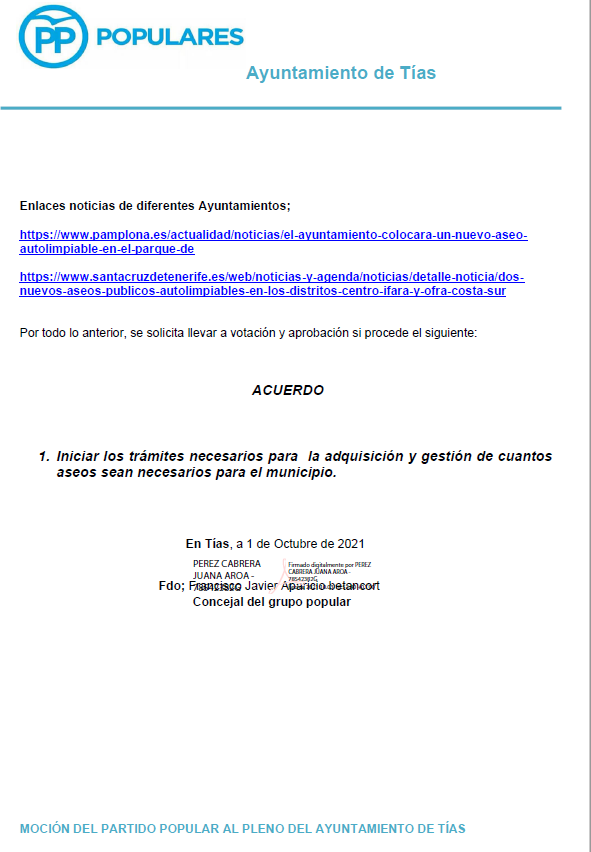 PP POPULARES
Ayuntamiento de Tías
Enlaces noticias de diferentes Ayuntamientos;
https://www.pamplona.es/actualidad/noticias/el-ayuntamiento-colocara-un-nuevo-aseo-
autolimpiable-en-el-parque-de
https://www.santacruzdetenerife.es/web/noticias-y-agenda/noticias/detalle-noticia/dos-
nuevos-aseos-publicos-autolimpiables-en-los-distritos-centro-ifara-y-ofra-costa-sur
Por todo lo anterior, se solicita llevar a votación y aprobación si procede el siguiente:
ACUERDO
1. Iniciar los trámites necesarios para la adquisición y gestión de cuantos
aseos sean necesarios para el municipio.
En Tías, a 1 de Octubre de 2021
PEREZ CABRERA
JUANA AROA -
Firmado digitalmente por PEREZ
CABRERA JUANA AROA -
Fdo; Francisco Javier Aparicio betancort
Concejal del grupo popular
MOCIÓN DEL PARTIDO POPULAR AL PLENO DEL AYUNTAMIENTO DE TÍAS